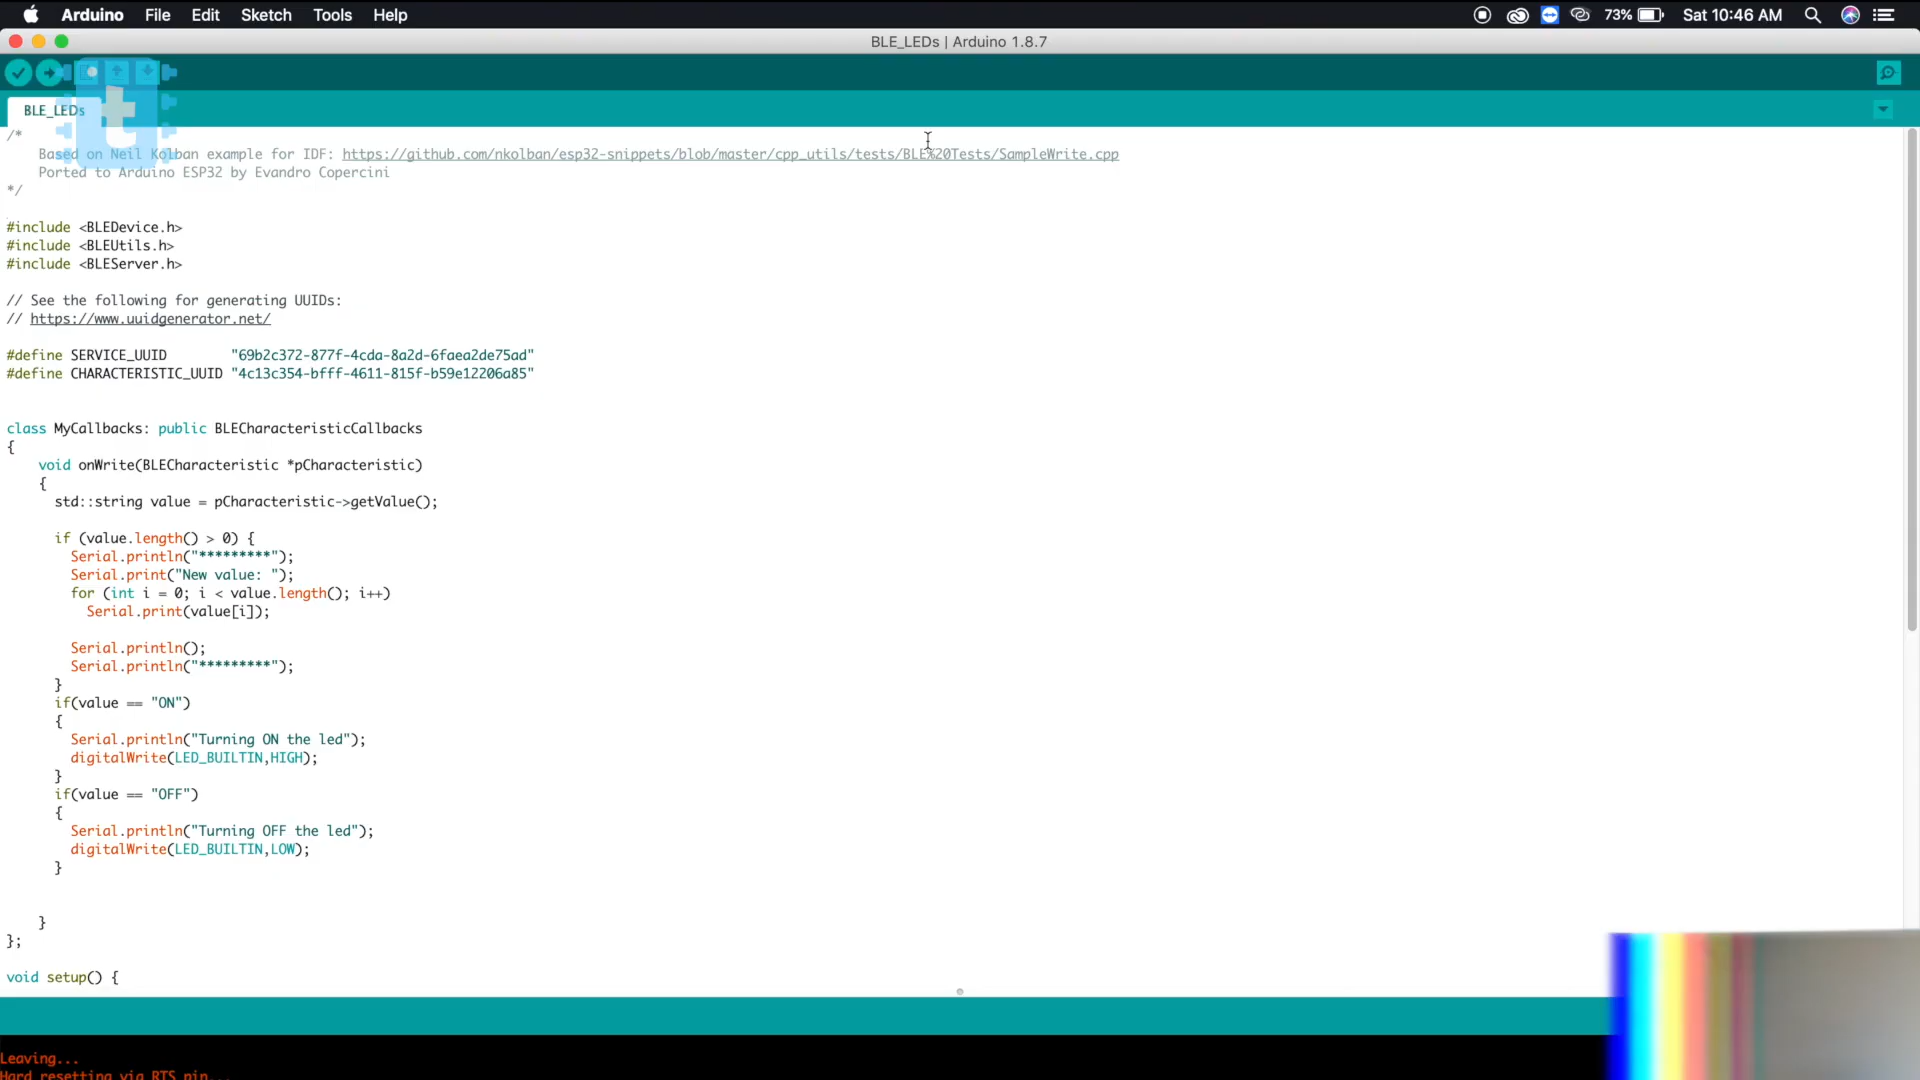 Arduino File Edit Sketch Tools Help 73% Sat 10:46 AM
BLE_LEDs | Arduino 1.8.7
t
BLE_LEDs
/*
Based on Neil Kolban example for IDF: https://github.com/nkolban/esp32-snippets/blob/master/cpp_utils/tests/BLE%20Tests/SampleWrite.cpp
Ported to Arduino ESP32 by Evandro Copercini
*/
#include <BLEDevice.h>
#include <BLEUtils.h>
#include <BLEServer.h>
// See the following for generating UUIDs:
// https://www.uuidgenerator.net/
#define SERVICE_UUID "69b2c372-877f-4cda-8a2d-6faea2de75ad"
#define CHARACTERISTIC_UUID "4c13c354-bfff-4611-815f-b59e12206a85"
class MyCallbacks: public BLECharacteristicCallbacks
{
void onWrite(BLECharacteristic *pCharacteristic)
{
std::string value = pCharacteristic->getValue();
if (value.length() > 0) {
Serial.println("*********");
Serial.print("New value: ");
for (int i = 0; i < value.length(); i++)
Serial.print(value[i]);
Serial.println();
Serial.println("*********");
}
if(value == "ON")
{
Serial.println("Turning ON the led");
digitalWrite(LED_BUILTIN,HIGH);
}
if(value == "OFF")
{
Serial.println("Turning OFF the led");
digitalWrite(LED_BUILTIN,LOW);
}
}
};
void setup() {
Leaving...
Hard resetting via RTS pin...